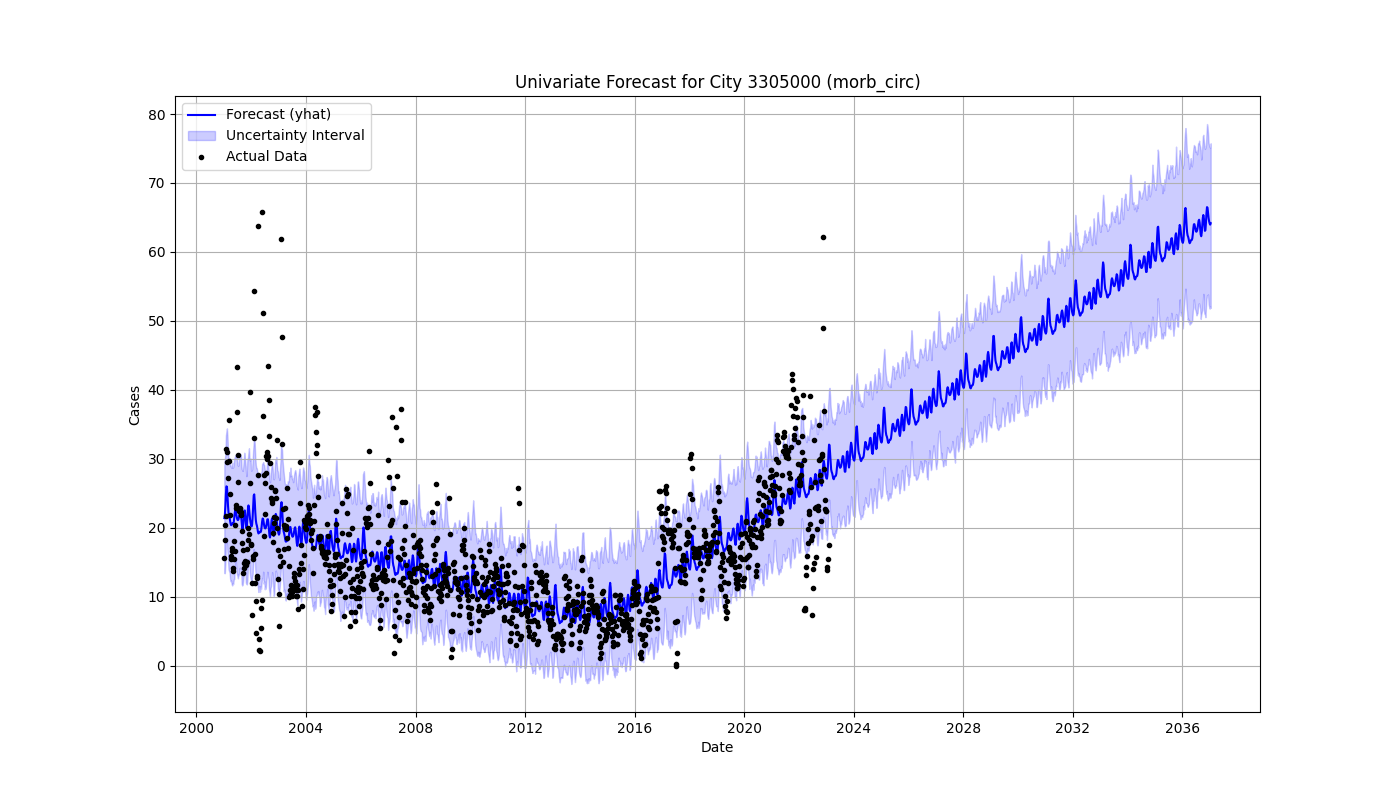 Univariate Forecast for City 3305000 (morb_circ)
Forecast (yhat)
Uncertainty Interval
Actual Data
Cases
80
70
60
50
40
30
20
10
0
2000 2004 2008 2012 2016 2020 2024 2028 2032 2036
Date